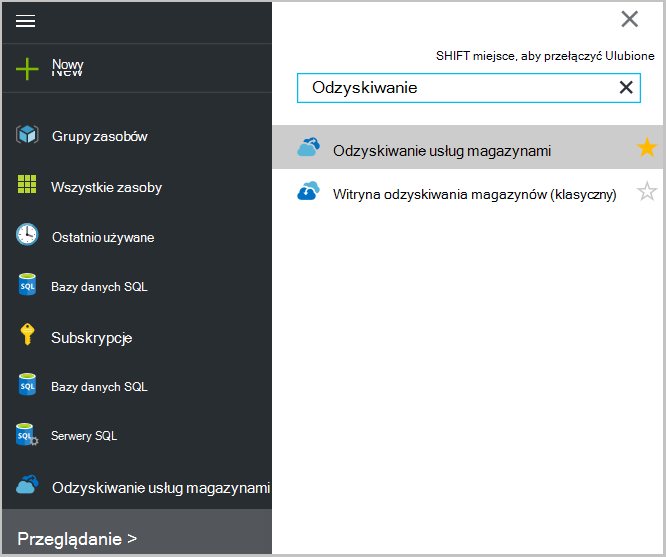 Nowy
New
Grupy zasobów
Wszystkie zasoby
Ostatnio używane
SQL
Bazy danych SQL
Subskrypcje
SQL
Bazy danych SQL
SQL
Serwery SQL
Odzyskiwanie usług magazynami
Przeglądanie >
SHIFT miejsce, aby przełączyć Ulubione
Odzyskiwanie
Odzyskiwanie usług magazynami
Witryna odzyskiwania magazynów (klasyczny)